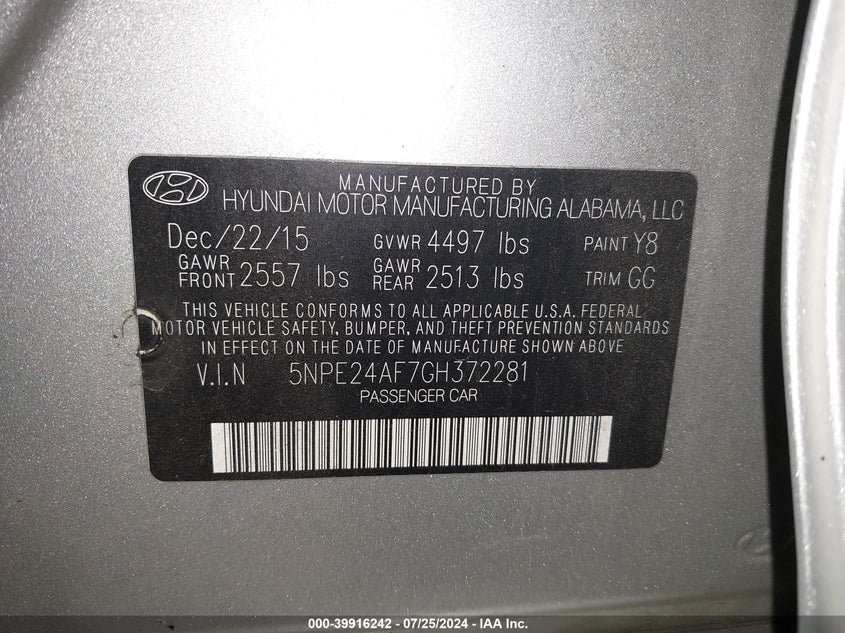 MANUFACTURED BY
HYUNDAI MOTOR MANUFACTURING ALABAMA, LLC
Dec/22/15 GVWR 4497 lbs PAINT Y8
GAWR FRONT 2557 lbs GAWR REAR 2513 lbs TRIM GG
THIS VEHICLE CONFORMS TO ALL APPLICABLE U.S.A. FEDERAL
MOTOR VEHICLE SAFETY, BUMPER, AND THEFT PREVENTION STANDARDS
IN EFFECT ON THE DATE OF MANUFACTURE SHOWN ABOVE
V.I.N 5NPE24AF7GH372281
PASSENGER CAR
000-39916242 - 07/25/2024 - IAA Inc.